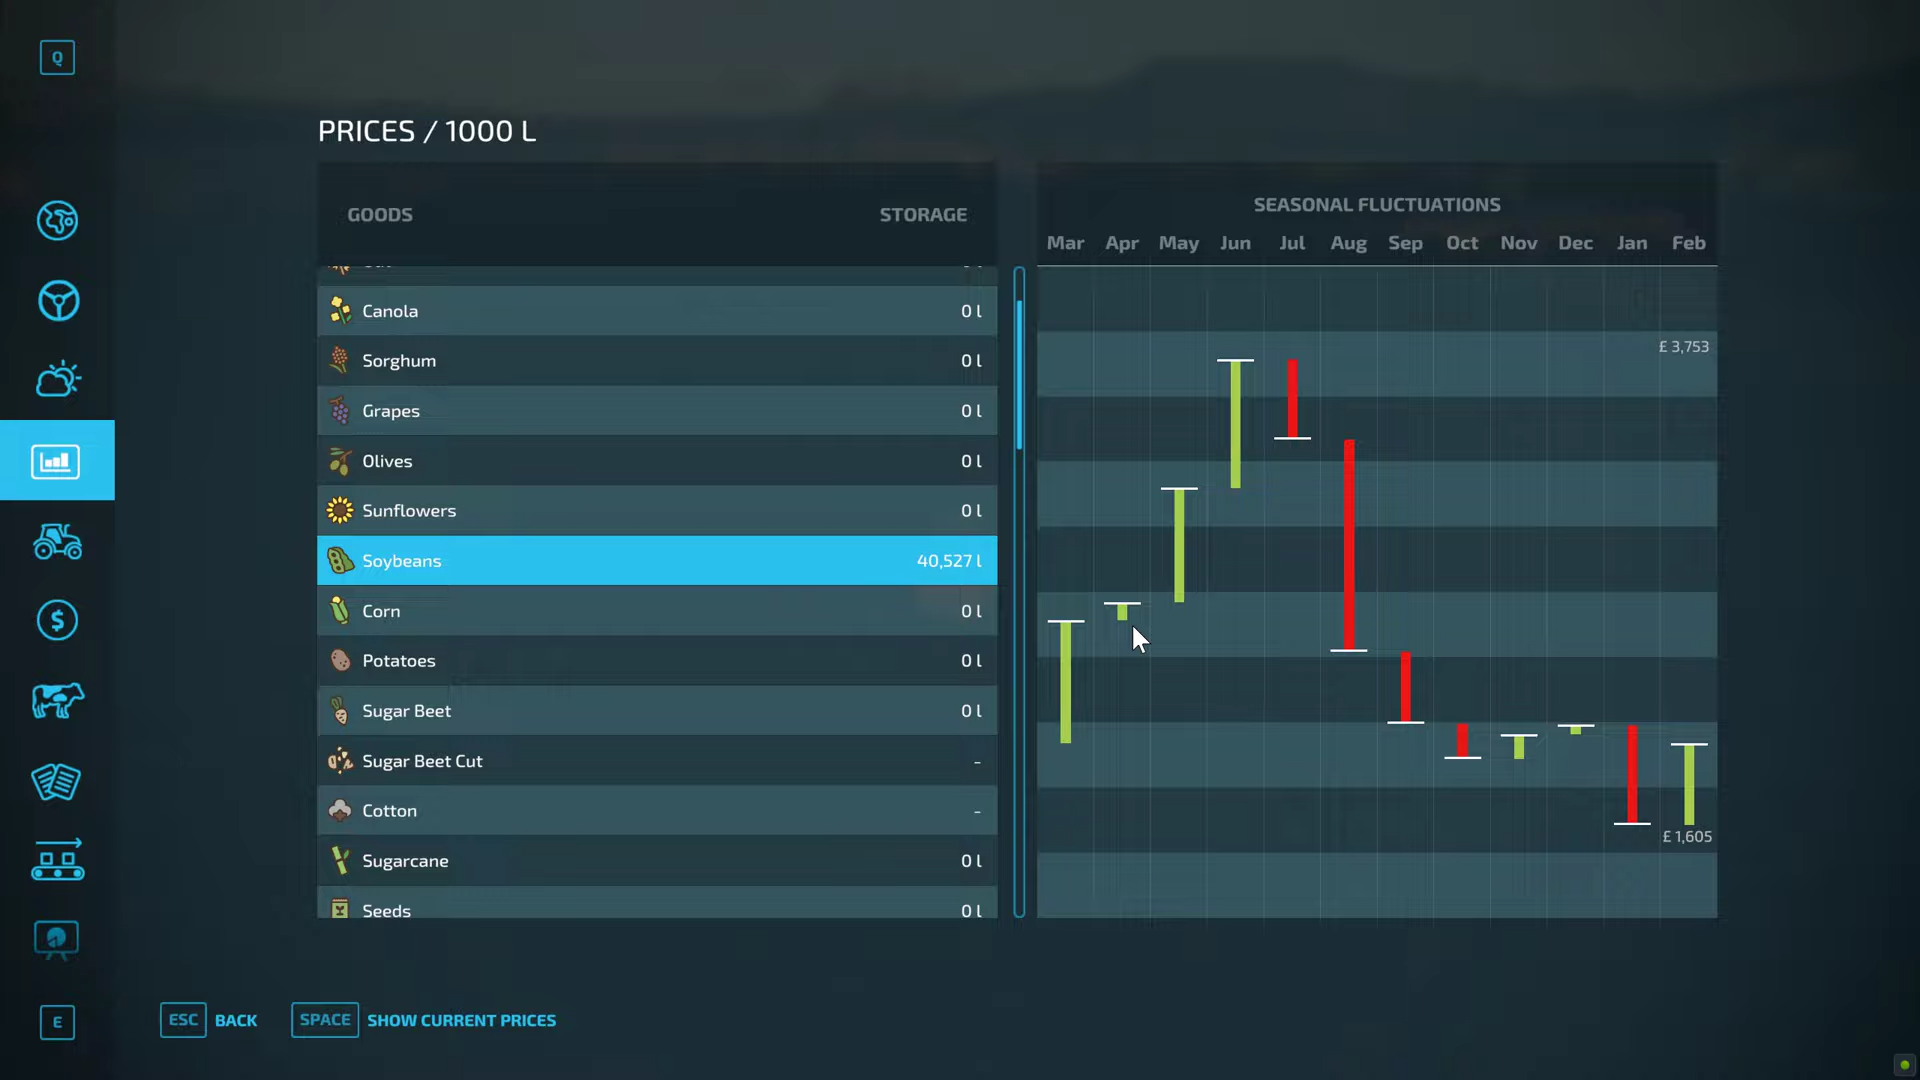 Q
PRICES / 1000 L
GOODS STORAGE
SEASONAL FLUCTUATIONS
Mar Apr May Jun Jul Aug Sep Oct Nov Dec Jan Feb
Canola 0 l
Sorghum 0 l
Grapes 0 l
Olives 0 l
Sunflowers 0 l
Soybeans 40,527 l
Corn 0 l
Potatoes 0 l
Sugar Beet 0 l
Sugar Beet Cut -
Cotton -
Sugarcane 0 l
Seeds 0 l
£ 3,753
£ 1,605
E
ESC BACK SPACE SHOW CURRENT PRICES